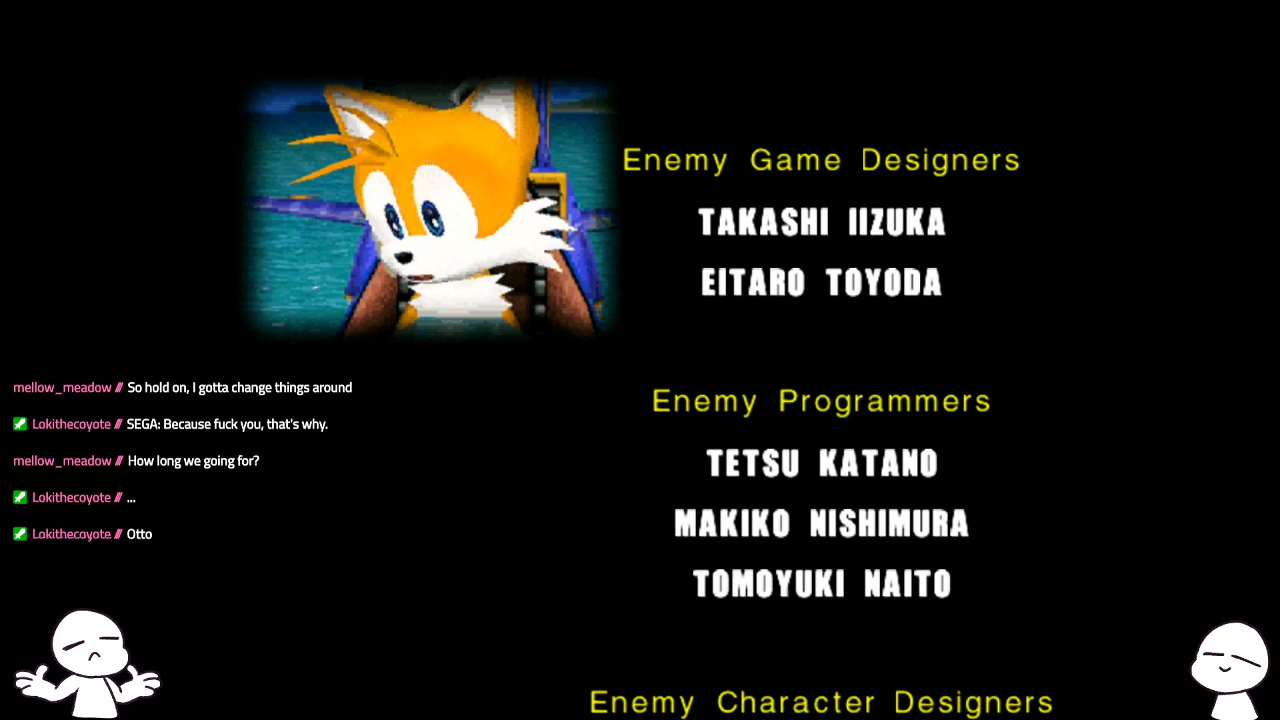 Enemy Game Designers
TAKASHI IIZUKA
EITARO TOYODA
mellow_meadow /// So hold on, I gotta change things around
Lokithecoyote /// SEGA: Because fuck you, that's why.
mellow_meadow /// How long we going for?
Lokithecoyote /// ...
Lokithecoyote /// Otto
Enemy Programmers
TETSU KATANO
MAKIKO NISHIMURA
TOMOYUKI NAITO
Enemy Character Designers